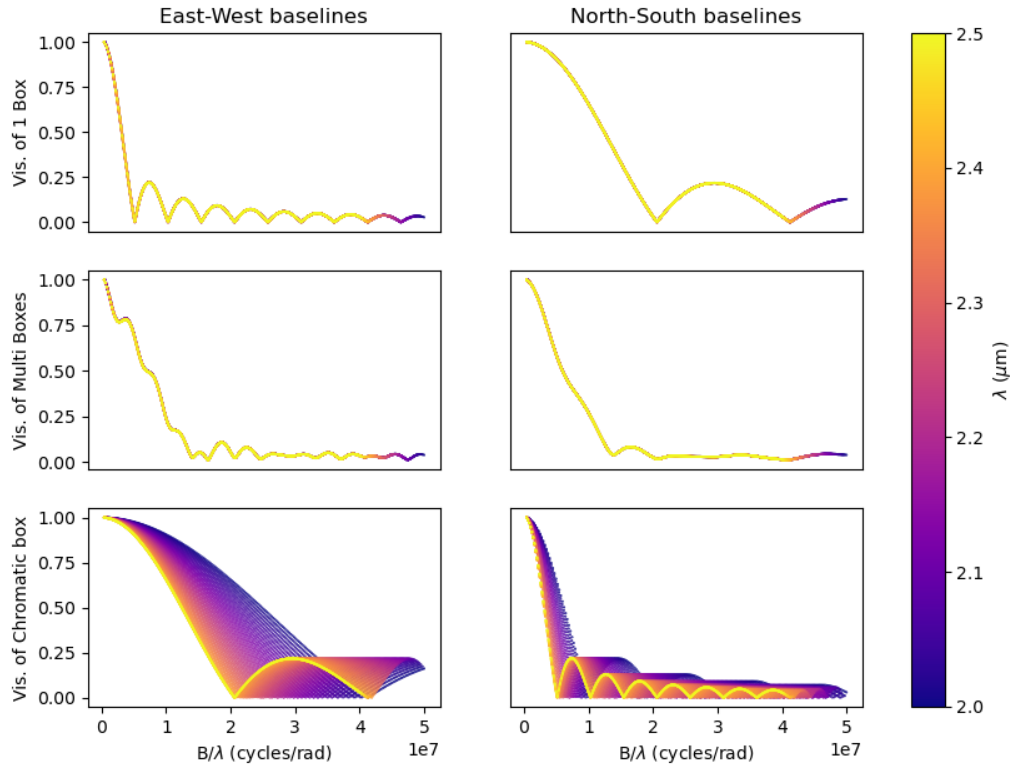 East-West baselines
North-South baselines
Vis. of 1 Box
1.00
0.75
0.50
0.25
0.00
Vis. of Multi Boxes
1.00
0.75
0.50
0.25
0.00
Vis. of Chromatic box
1.00
0.75
0.50
0.25
0.00
0 1 2 3 4 5
1e7
B/λ (cycles/rad)
0 1 2 3 4 5
1e7
B/λ (cycles/rad)
2.5
2.4
2.3
2.2
2.1
2.0
λ (μm)